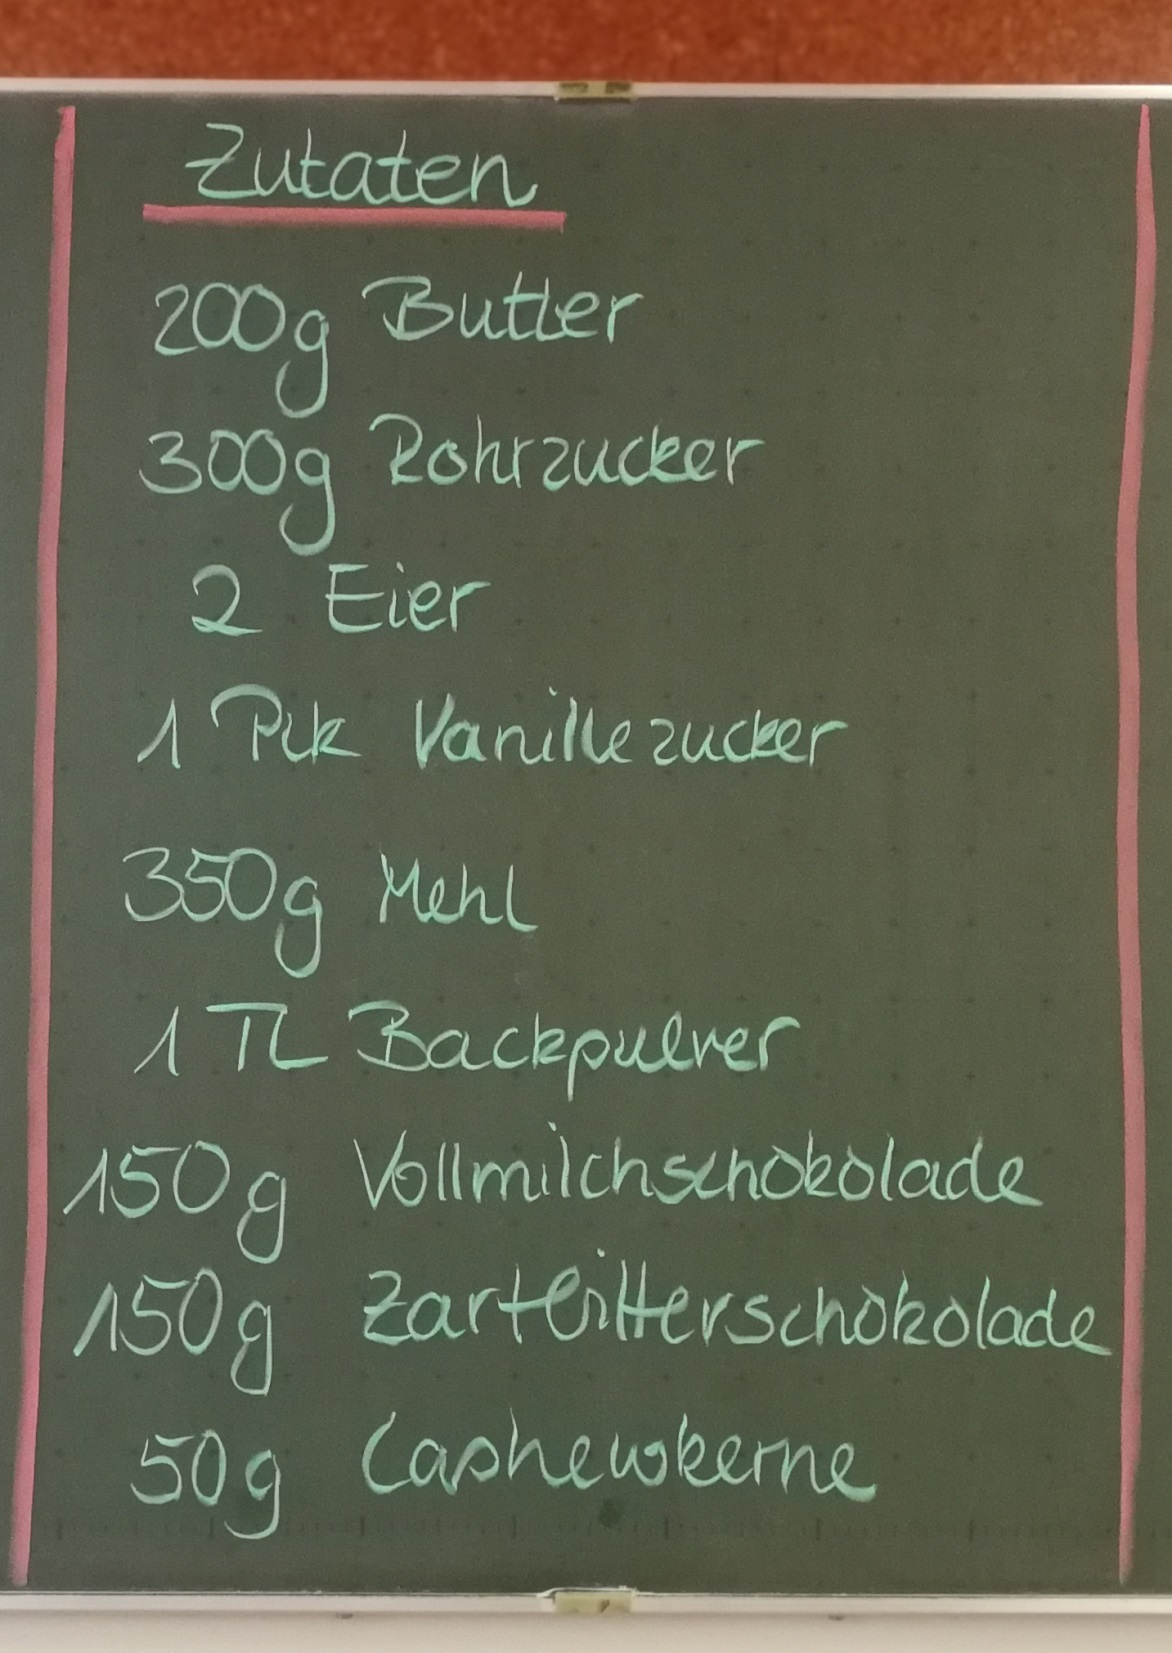 Zutaten
200g Butter
300g Rohrzucker
2 Eier
1 Pck Vanillezucker
350g Mehl
1 TL Backpulver
150g Vollmilchschokolade
150g Zartbitterschokolade
50g Cashewkerne